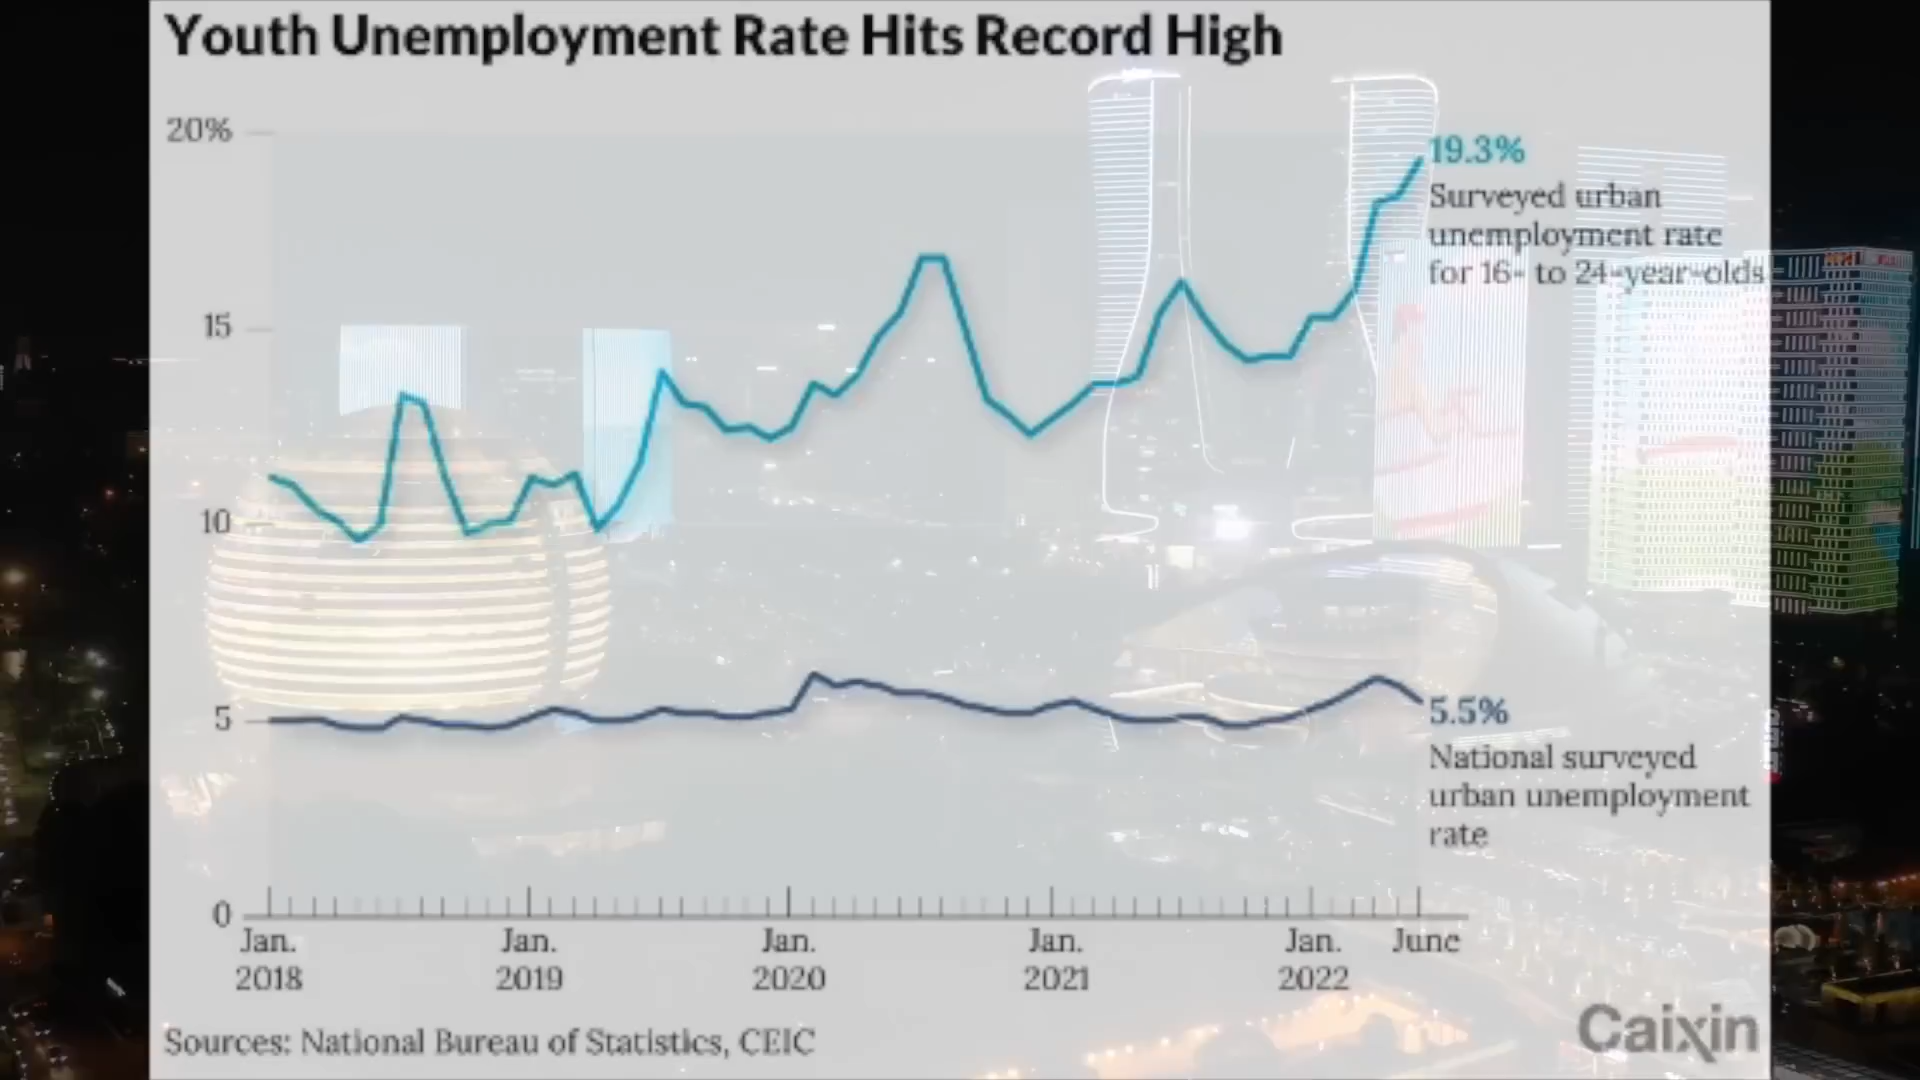 Youth Unemployment Rate Hits Record High
20%
19.3%
Surveyed urban
unemployment rate
for 16- to 24-year-olds
15
10
5
5.5%
National surveyed
urban unemployment
rate
0
Jan.
2018
Jan.
2019
Jan.
2020
Jan.
2021
Jan.
2022
June
Sources: National Bureau of Statistics, CEIC
Caixin